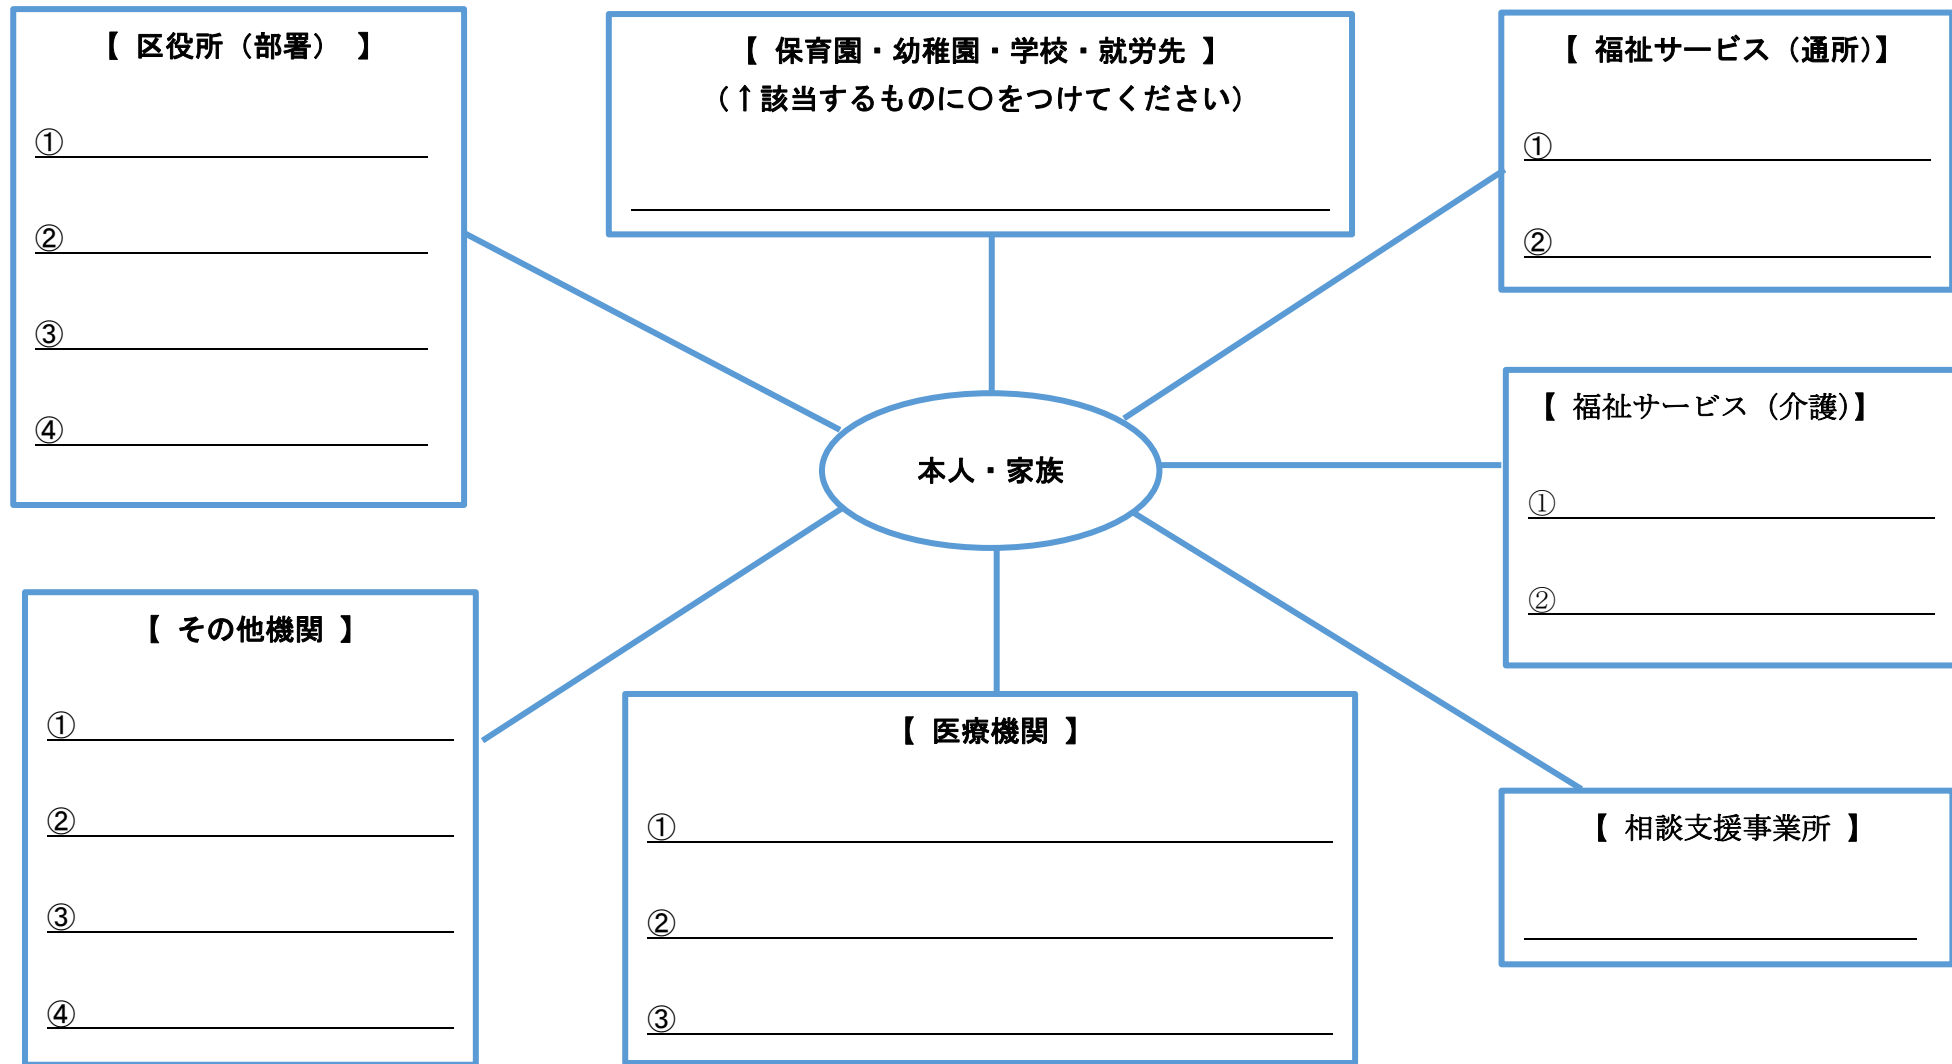 【 区役所（部署） 】
①
②
③
④
【 保育園・幼稚園・学校・就労先 】
（↑該当するものに○をつけてください）
【 福祉サービス（通所）】
①
②
【 福祉サービス（介護）】
①
②
本人・家族
【 その他機関 】
①
②
③
④
【 医療機関 】
①
②
③
【 相談支援事業所 】